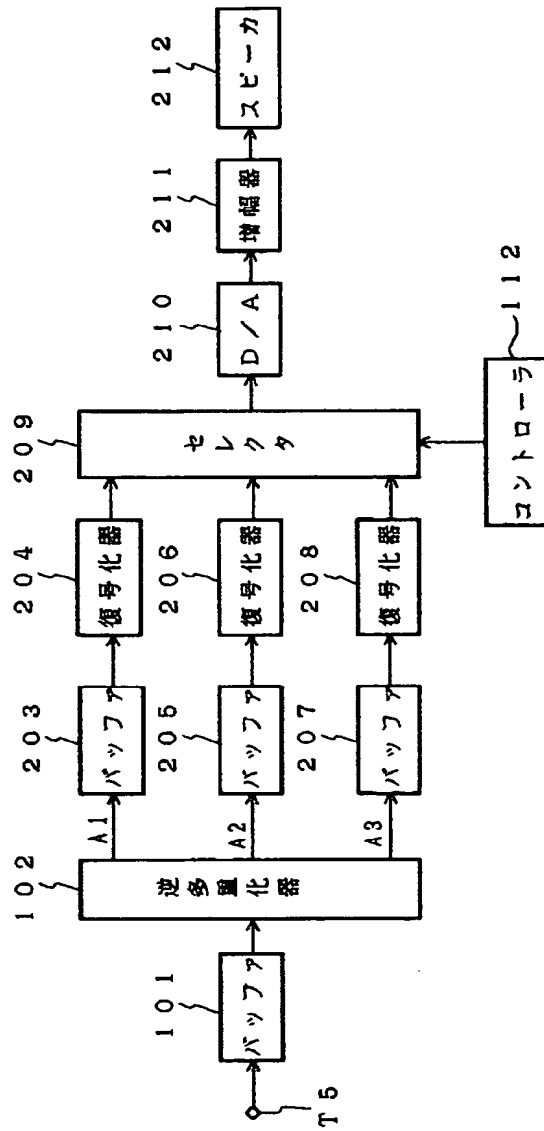 T5
101
バッファ
102
逆多量化器
A1
A2
A3
203
バッファ
204
復号化器
205
バッファ
206
復号化器
207
バッファ
208
復号化器
209
セレクタ
210
D/A
211
増幅器
212
スピーカ
コントローラ
112